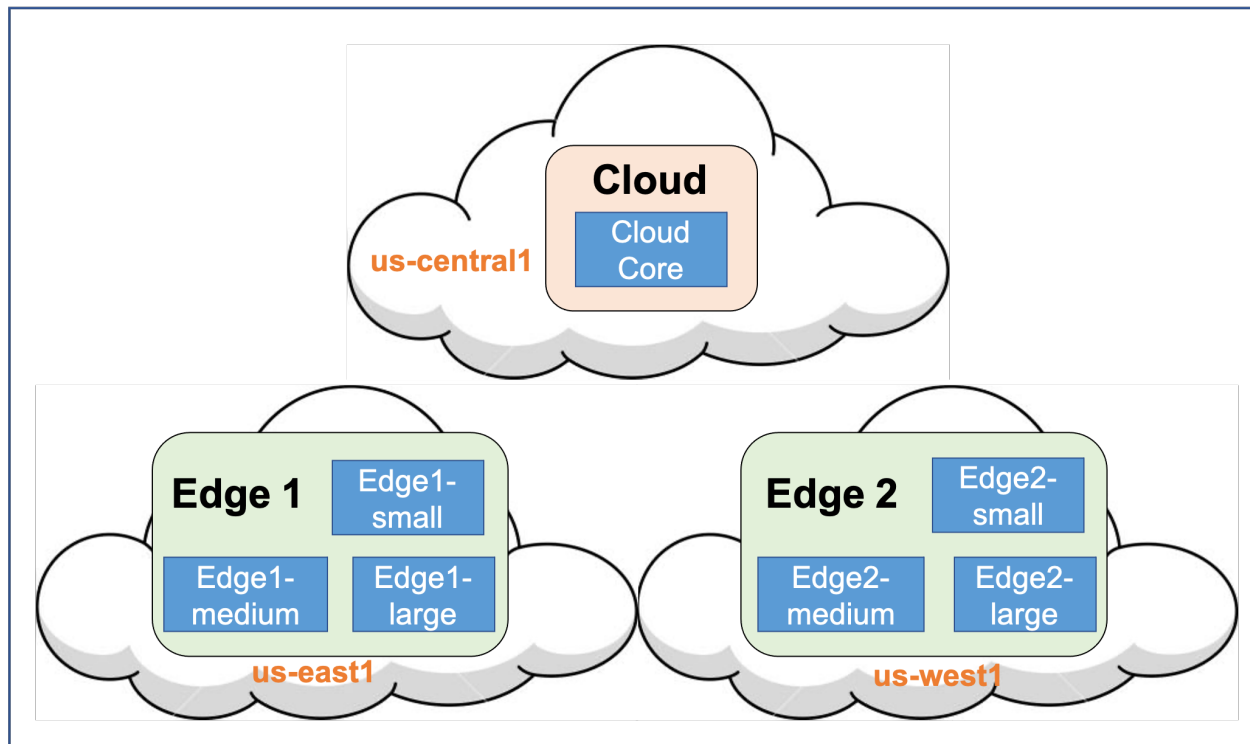 Cloud
Cloud
Core
us-central1
Edge 1
Edge1-
small
Edge1-
medium
Edge1-
large
us-east1
Edge 2
Edge2-
small
Edge2-
medium
Edge2-
large
us-west1